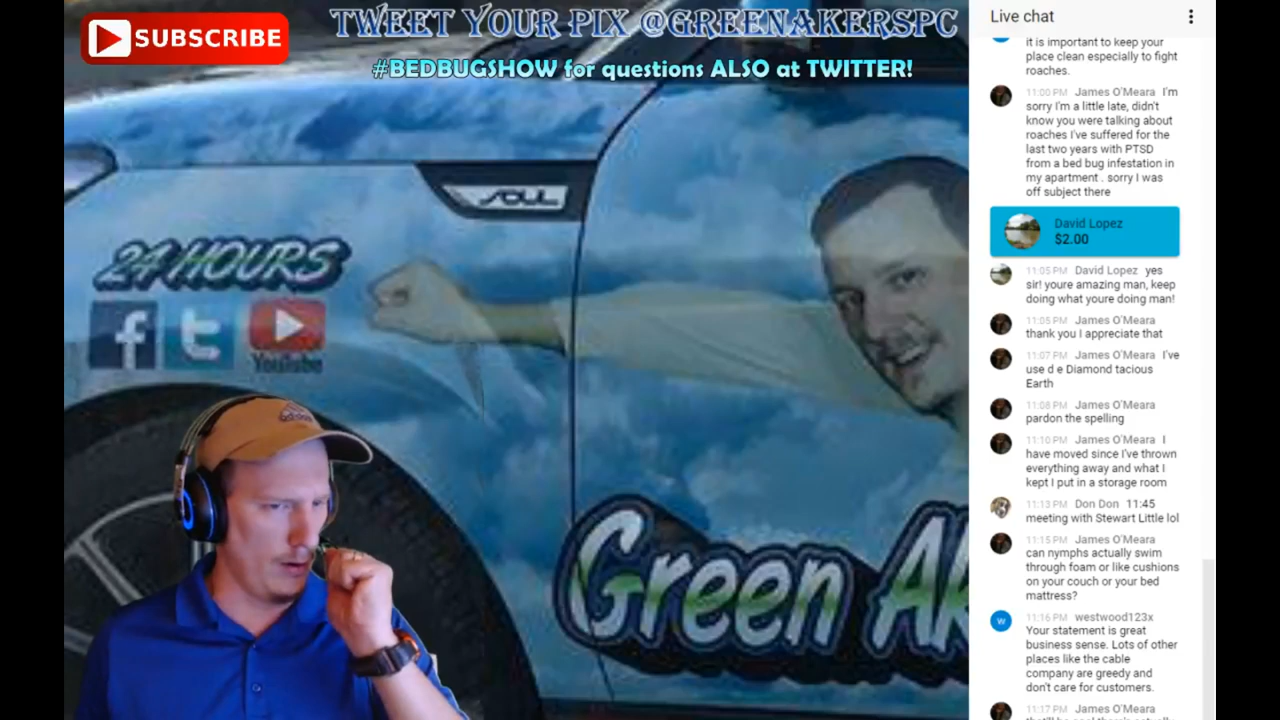 SUBSCRIBE
TWEET YOUR PIX @GREENAKERSPC
#BEDBUGSHOW for questions ALSO at TWITTER!
SOUL
24 HOURS
f t
YouTube
Green Ak
Live chat
it is important to keep your
place clean especially to fight
roaches.
11:00 PM James O'Meara I'm
sorry I'm a little late, didn't
know you were talking about
roaches I've suffered for the
last two years with PTSD
from a bed bug infestation in
my apartment . sorry I was
off subject there
David Lopez
$2.00
11:05 PM David Lopez yes
sir! youre amazing man, keep
doing what youre doing man!
11:05 PM James O'Meara
thank you I appreciate that
11:07 PM James O'Meara I've
use d e Diamond tacious
Earth
11:08 PM James O'Meara
pardon the spelling
11:10 PM James O'Meara I
have moved since I've thrown
everything away and what I
kept I put in a storage room
11:13 PM Don Don 11:45
meeting with Stewart Little lol
11:15 PM James O'Meara
can nymphs actually swim
through foam or like cushions
on your couch or your bed
mattress?
W
11:16 PM westwood123x
Your statement is great
business sense. Lots of other
places like the cable
company are greedy and
don't care for customers.
11:17 PM James O'Meara